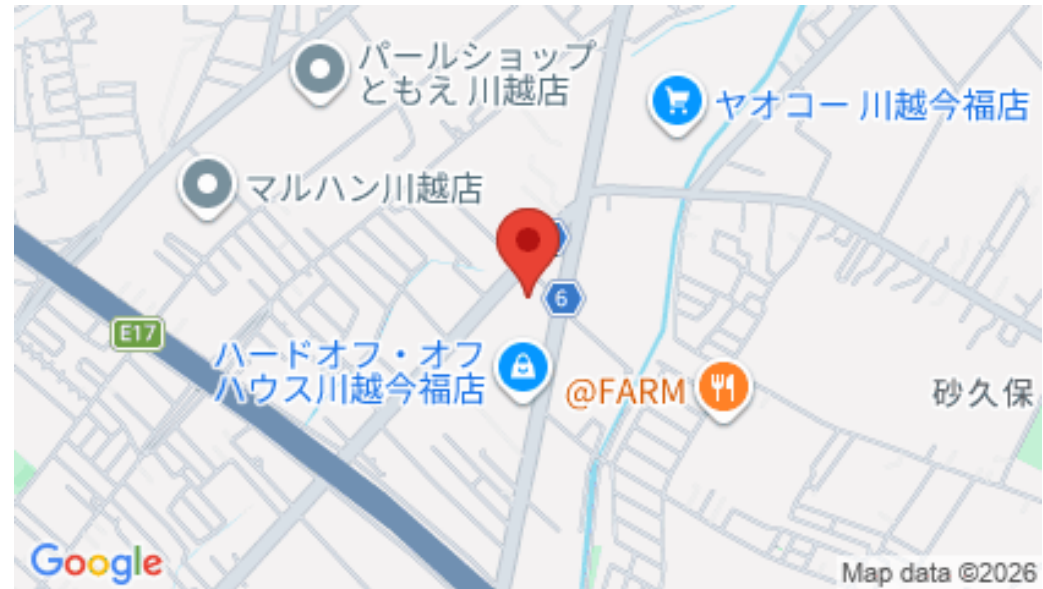 パールショップ
ともえ 川越店
ヤオコー 川越今福店
マルハン川越店
6
E17
ハードオフ・オフ
ハウス川越今福店
@FARM
砂久保
Google
Map data ©2026